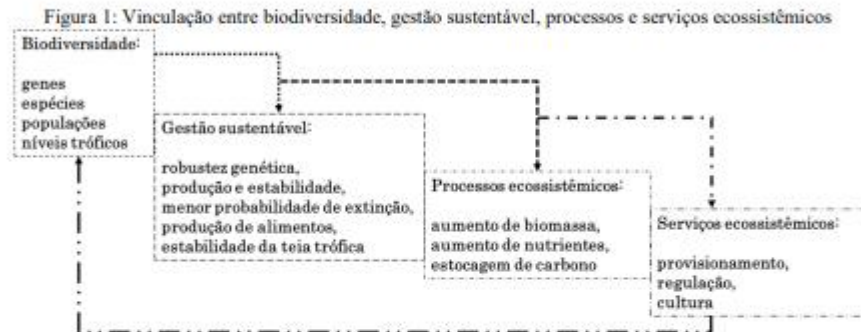 Figura 1: Vinculação entre biodiversidade, gestão sustentável, processos e serviços ecossistêmicos
Biodiversidade:
genes
espécies
populações
níveis tróficos
Gestão sustentável:
robustez genética,
produção e estabilidade,
menor probabilidade de extinção,
produção de alimentos,
estabilidade da teia trófica
Processos ecossistêmicos:
aumento de biomassa,
aumento de nutrientes,
estocagem de carbono
Serviços ecossistêmicos:
provisionamento,
regulação,
cultura